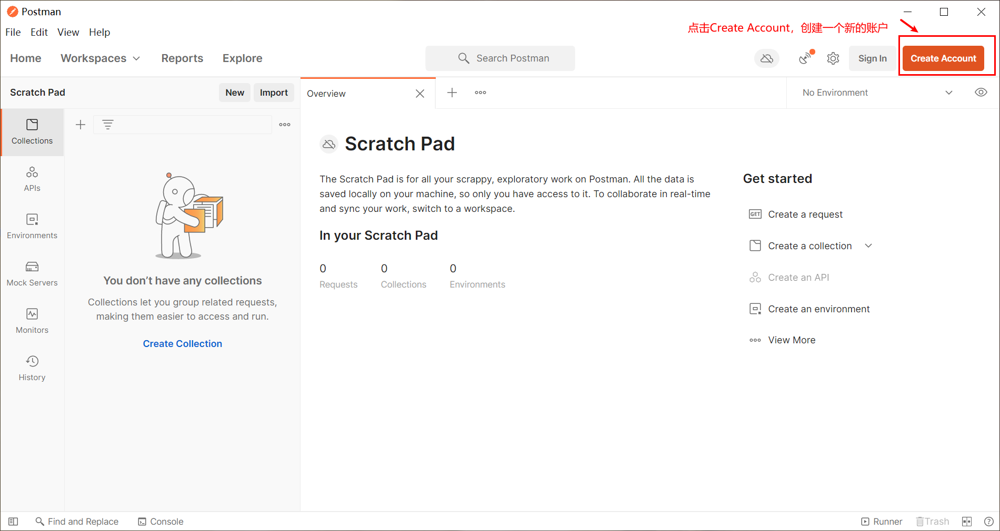 Postman
File Edit View Help
点击Create Account，创建一个新的账户
Home Workspaces Reports Explore
Search Postman
Sign In
Create Account
Scratch Pad
New
Import
Overview
No Environment
Collections
APIs
Environments
Mock Servers
Monitors
History
You don’t have any collections
Collections let you group related requests,
making them easier to access and run.
Create Collection
Scratch Pad
The Scratch Pad is for all your scrappy, exploratory work on Postman. All the data is
saved locally on your machine, so only you have access to it. To collaborate in real-time
and sync your work, switch to a workspace.
In your Scratch Pad
0 0 0
Requests Collections Environments
Get started
GET Create a request
Create a collection
Create an API
Create an environment
View More
Find and Replace
Console
Runner
Trash